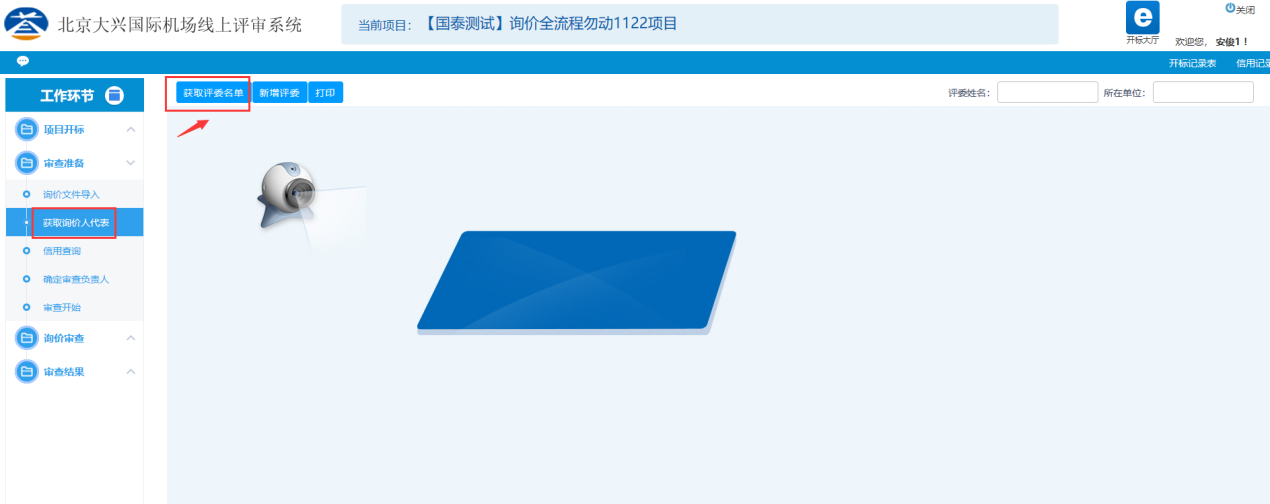 北京大兴国际机场线上评审系统
当前项目：【国泰测试】询价全流程勿动1122项目
开标大厅
关闭
欢迎您，安俊1！
开标记录表 信用记录
工作环节
获取评委名单 新增评委 打印
评委姓名：
所在单位：
项目开标
审查准备
询价文件导入
获取询价人代表
信用查询
确定审查负责人
审查开始
询价审查
审查结果